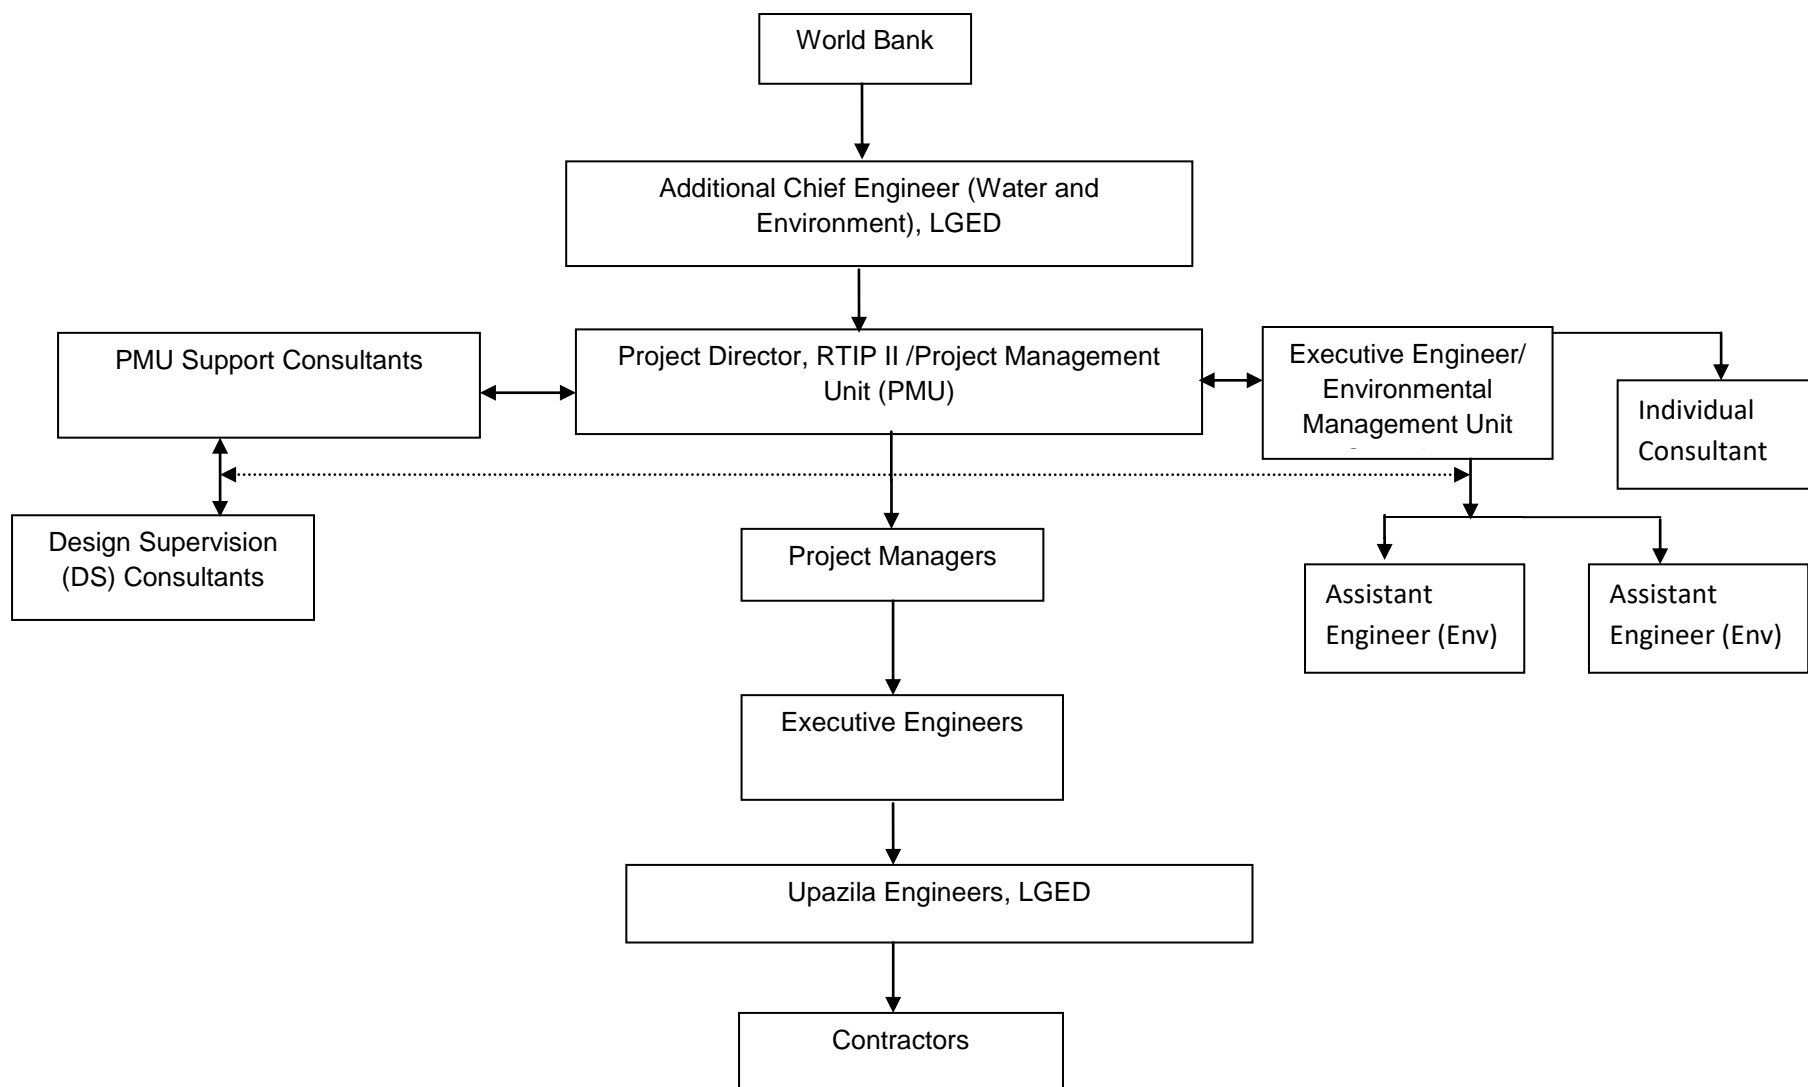 World Bank
Additional Chief Engineer (Water and
Environment), LGED
PMU Support Consultants
Project Director, RTIP II /Project Management
Unit (PMU)
Executive Engineer/
Environmental
Management Unit
Individual
Consultant
Design Supervision
(DS) Consultants
Project Managers
Assistant
Engineer (Env)
Assistant
Engineer (Env)
Executive Engineers
Upazila Engineers, LGED
Contractors